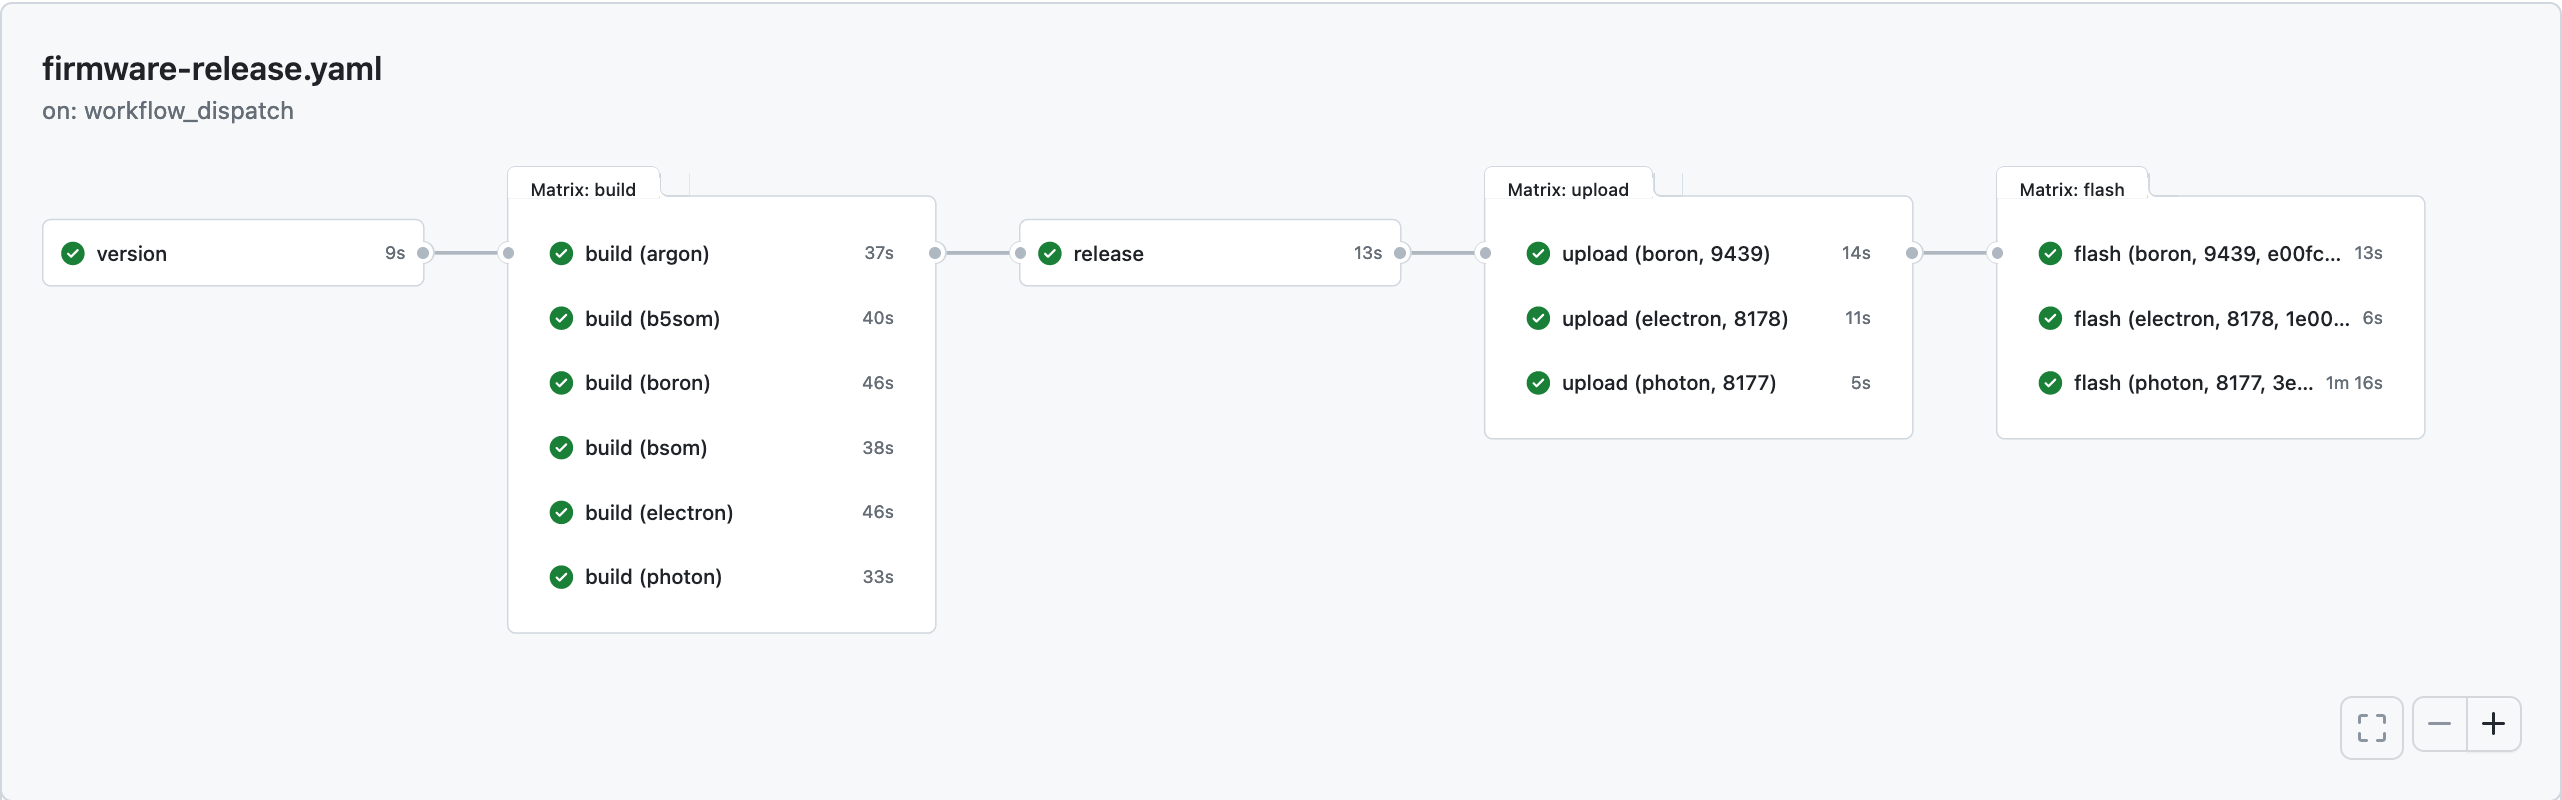 firmware-release.yaml
on: workflow_dispatch
version 9s
Matrix: build
build (argon) 37s
build (b5som) 40s
build (boron) 46s
build (bsom) 38s
build (electron) 46s
build (photon) 33s
release 13s
Matrix: upload
upload (boron, 9439) 14s
upload (electron, 8178) 11s
upload (photon, 8177) 5s
Matrix: flash
flash (boron, 9439, e00fc... 13s
flash (electron, 8178, 1e00... 6s
flash (photon, 8177, 3e... 1m 16s